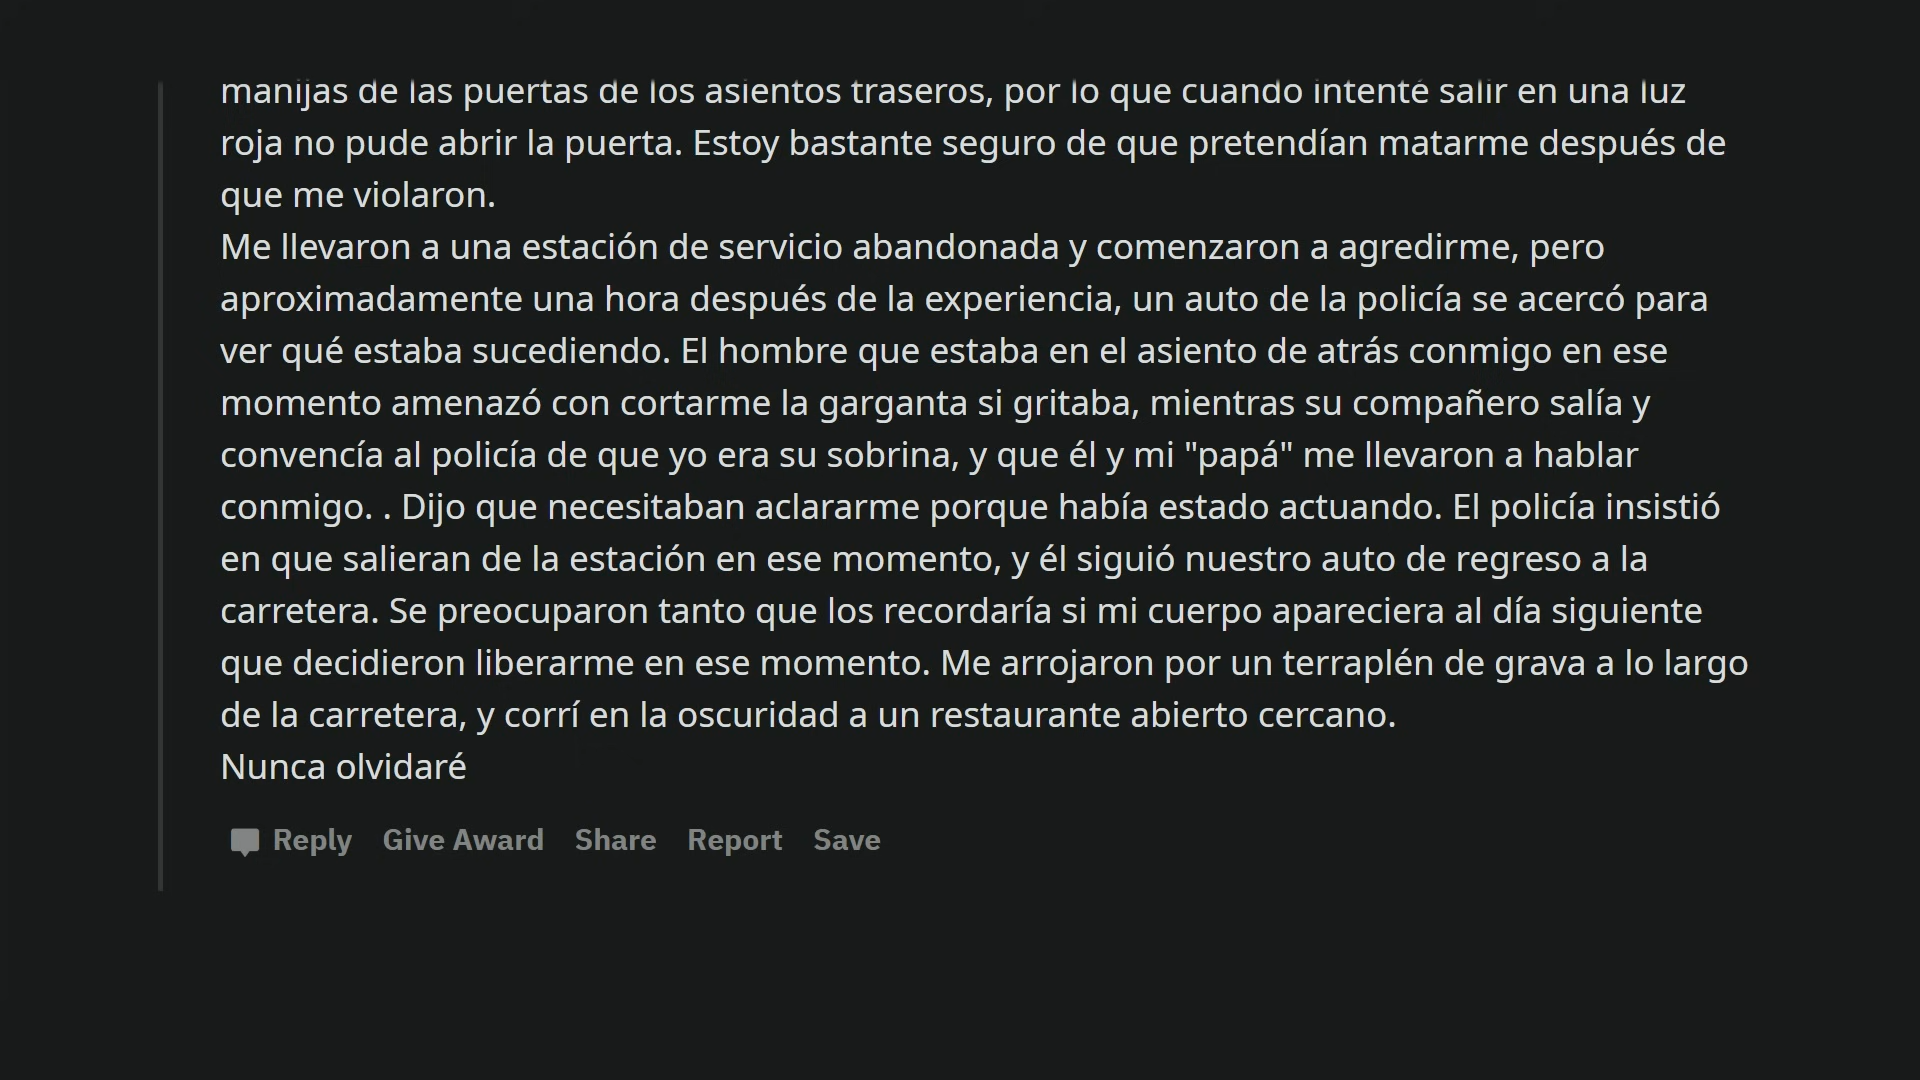 manijas de las puertas de los asientos traseros, por lo que cuando intenté salir en una luz
roja no pude abrir la puerta. Estoy bastante seguro de que pretendían matarme después de
que me violaron.
Me llevaron a una estación de servicio abandonada y comenzaron a agredirme, pero
aproximadamente una hora después de la experiencia, un auto de la policía se acercó para
ver qué estaba sucediendo. El hombre que estaba en el asiento de atrás conmigo en ese
momento amenazó con cortarme la garganta si gritaba, mientras su compañero salía y
convencía al policía de que yo era su sobrina, y que él y mi "papá" me llevaron a hablar
conmigo. . Dijo que necesitaban aclararme porque había estado actuando. El policía insistió
en que salieran de la estación en ese momento, y él siguió nuestro auto de regreso a la
carretera. Se preocuparon tanto que los recordaría si mi cuerpo apareciera al día siguiente
que decidieron liberarme en ese momento. Me arrojaron por un terraplén de grava a lo largo
de la carretera, y corrí en la oscuridad a un restaurante abierto cercano.
Nunca olvidaré
Reply Give Award Share Report Save